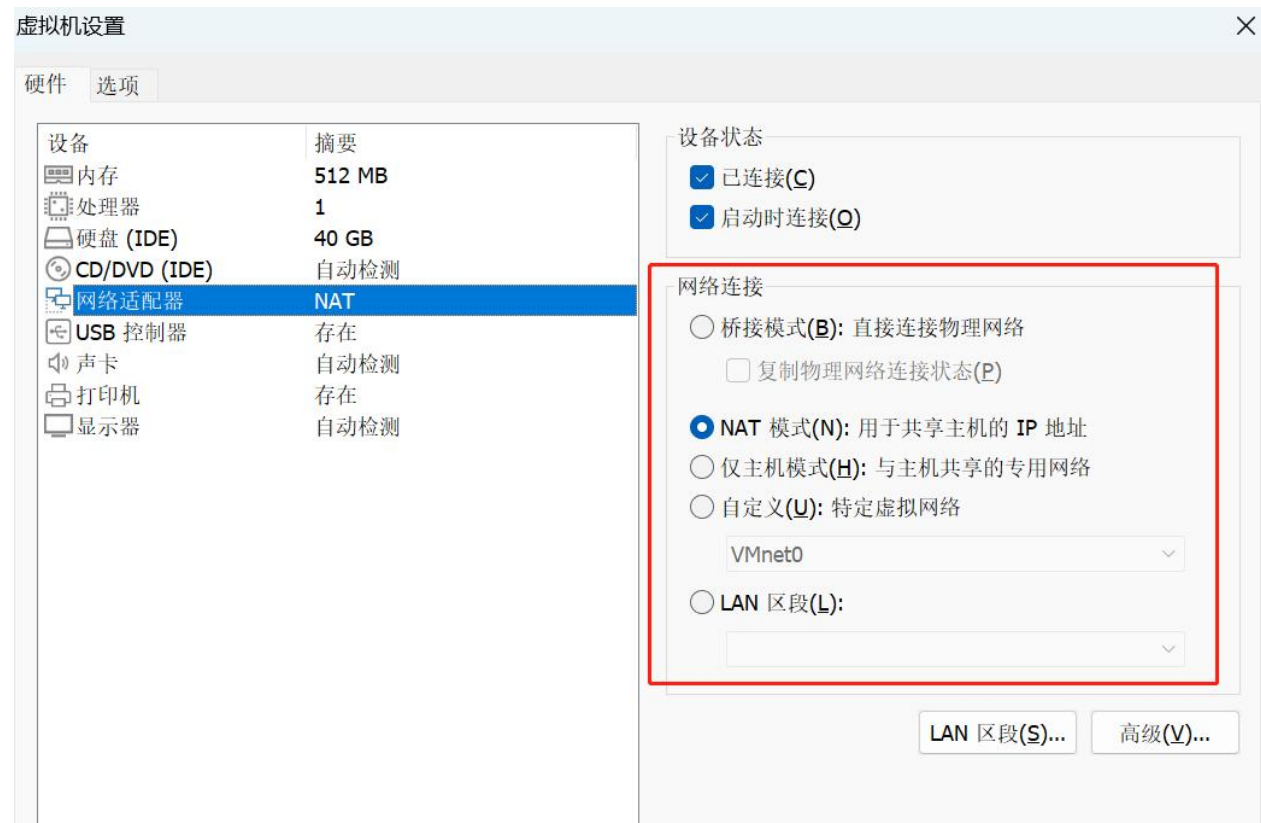 虚拟机设置
硬件 选项
设备 摘要
内存 512 MB
处理器 1
硬盘 (IDE) 40 GB
CD/DVD (IDE) 自动检测
网络适配器 NAT
USB 控制器 存在
声卡 自动检测
打印机 存在
显示器 自动检测
设备状态
已连接(C)
启动时连接(O)
网络连接
桥接模式(B): 直接连接物理网络
复制物理网络连接状态(P)
NAT 模式(N): 用于共享主机的 IP 地址
仅主机模式(H): 与主机共享的专用网络
自定义(U): 特定虚拟网络
VMnet0
LAN 区段(L):
LAN 区段(S)... 高级(V)...